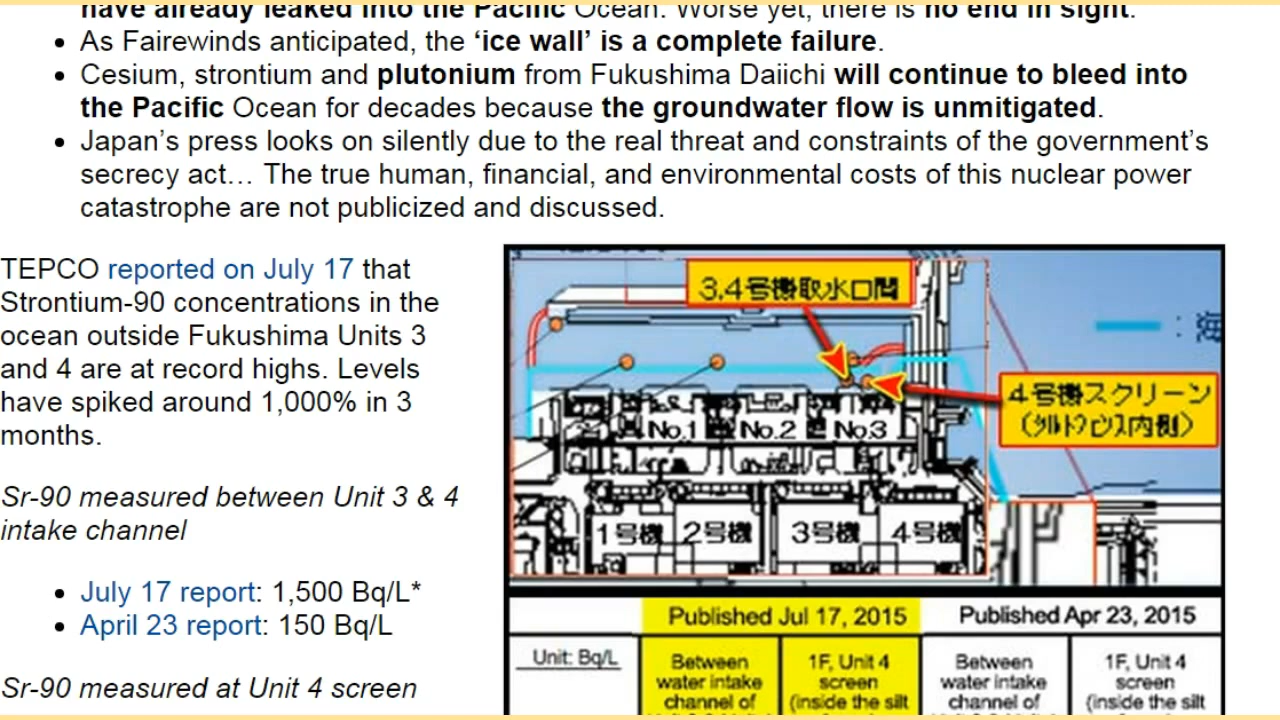 have already leaked into the Pacific Ocean. Worse yet, there is no end in sight.
• As Fairewinds anticipated, the ‘ice wall’ is a complete failure.
• Cesium, strontium and plutonium from Fukushima Daiichi will continue to bleed into
the Pacific Ocean for decades because the groundwater flow is unmitigated.
• Japan’s press looks on silently due to the real threat and constraints of the government’s
secrecy act… The true human, financial, and environmental costs of this nuclear power
catastrophe are not publicized and discussed.
TEPCO reported on July 17 that
Strontium-90 concentrations in the
ocean outside Fukushima Units 3
and 4 are at record highs. Levels
have spiked around 1,000% in 3
months.
Sr-90 measured between Unit 3 & 4
intake channel
• July 17 report: 1,500 Bq/L*
• April 23 report: 150 Bq/L
Sr-90 measured at Unit 4 screen
3,4号機取水口間
4号機スクリーン
(シルトフェンス内側)
No.1 No.2 No.3
1号機 2号機 3号機 4号機
Published Jul 17, 2015 Published Apr 23, 2015
Unit: Bq/L
Between
water intake
channel of
1F, Unit 4
screen
(inside the silt
Between
water intake
channel of
1F, Unit 4
screen
(inside the silt